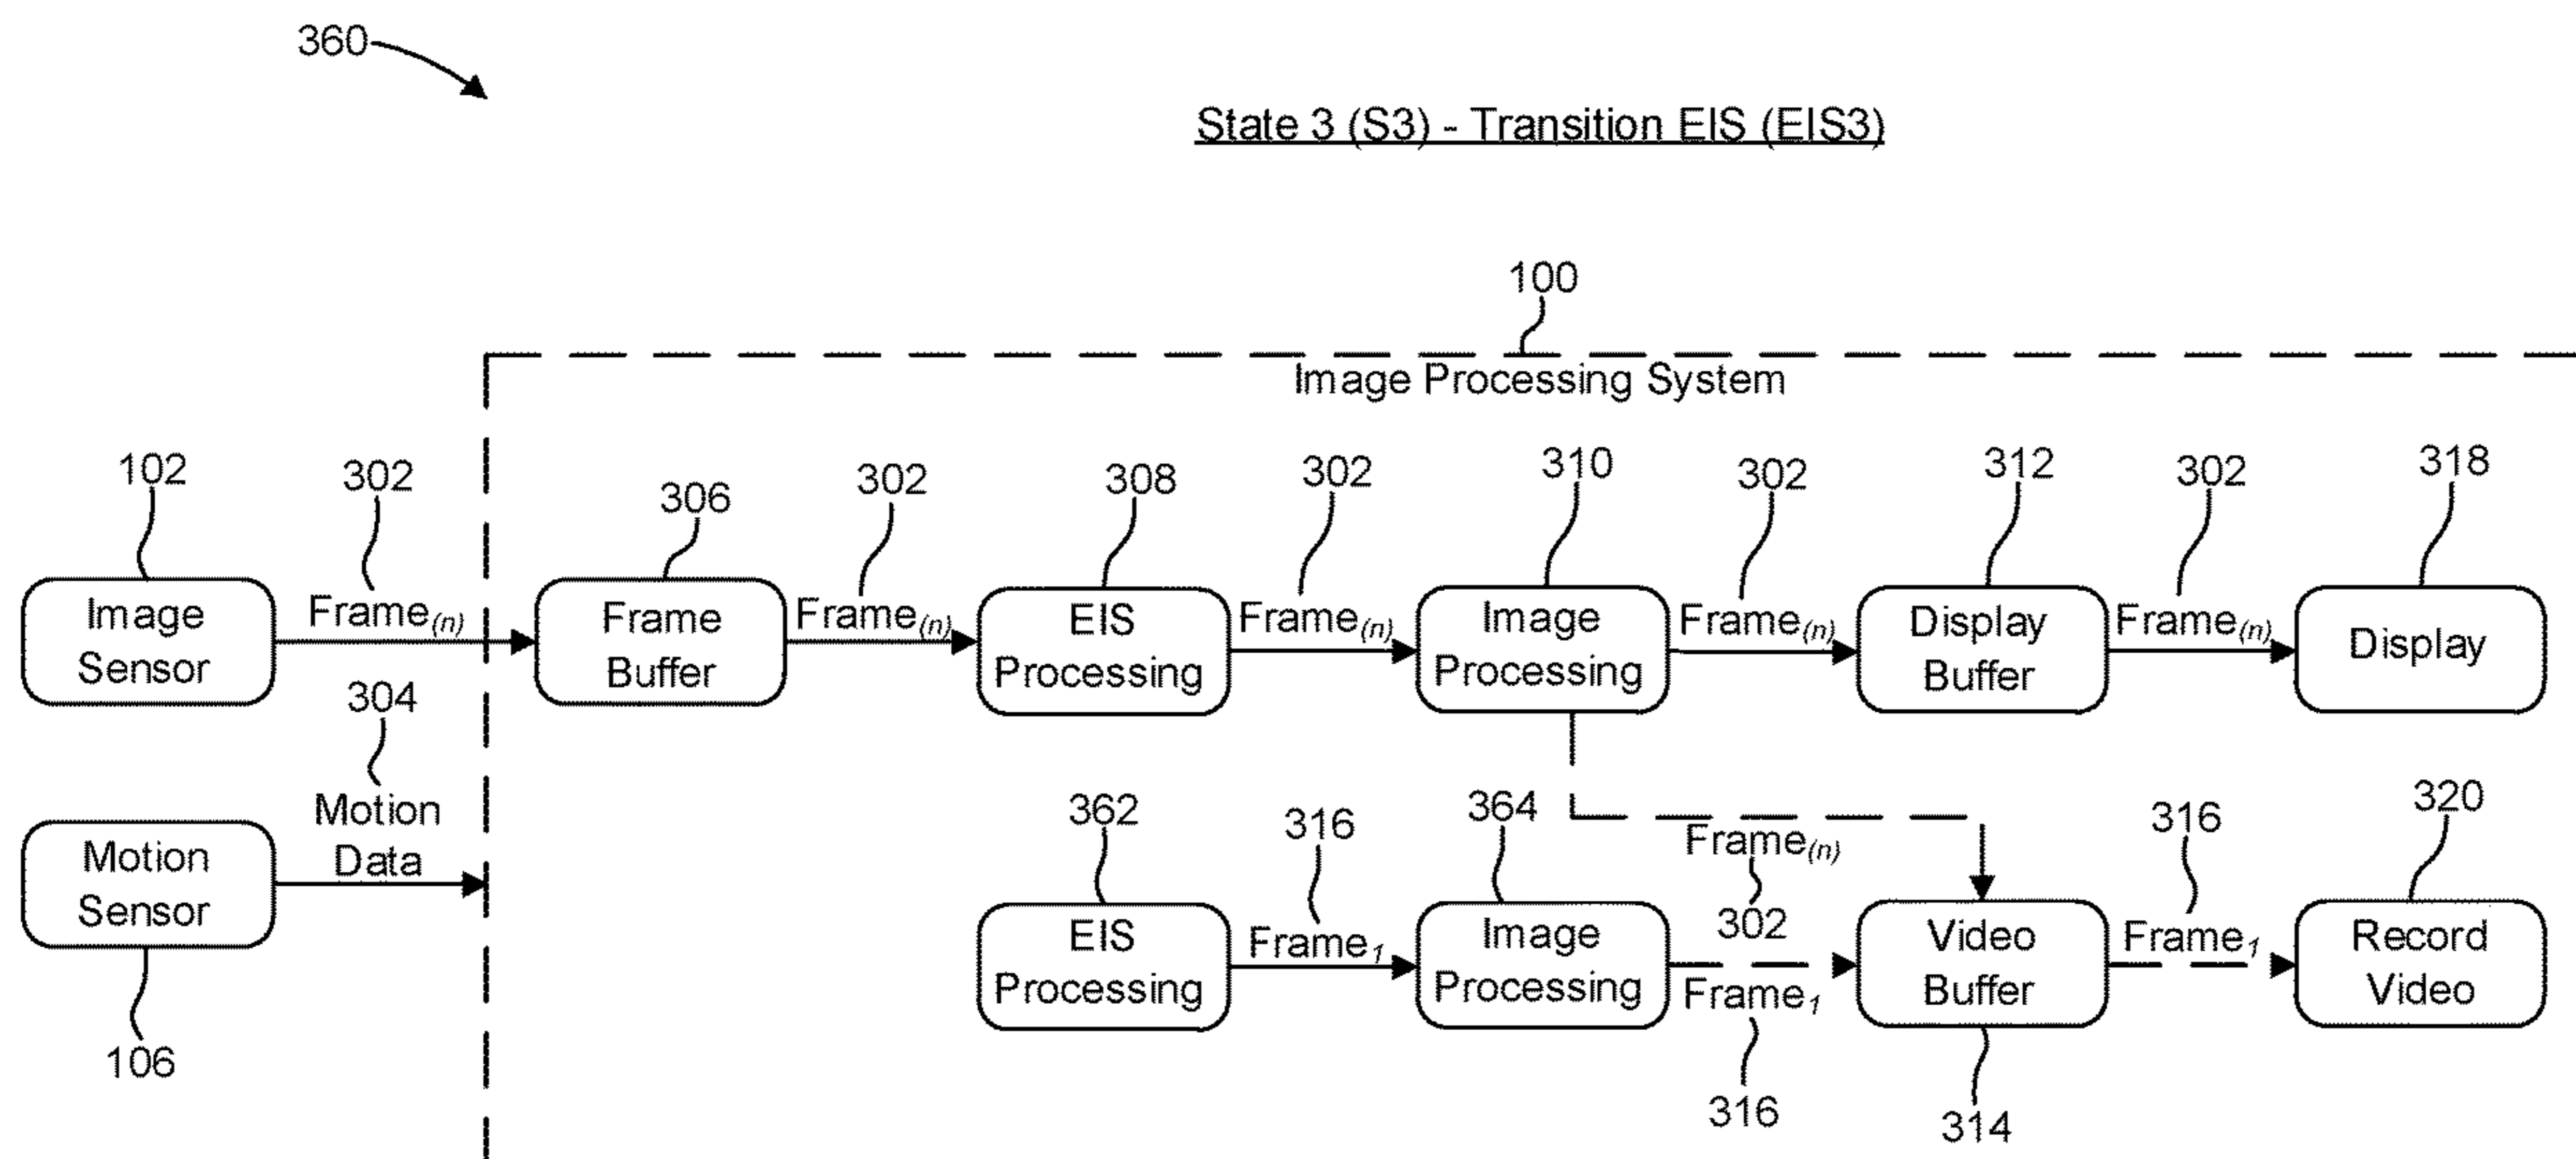 360
State 3 (S3) - Transition EIS (EIS3)
100
Image Processing System
102
302
306
302
308
302
310
302
312
302
318
Image
Sensor
Frame(n)
Frame
Buffer
Frame(n)
EIS
Processing
Frame(n)
Image
Processing
Frame(n)
Display
Buffer
Frame(n)
Display
304
Motion
Data
Motion
Sensor
106
362
316
364
Frame(n)
302
316
320
EIS
Processing
Frame1
Image
Processing
Frame1
316
Video
Buffer
314
Frame1
Record
Video